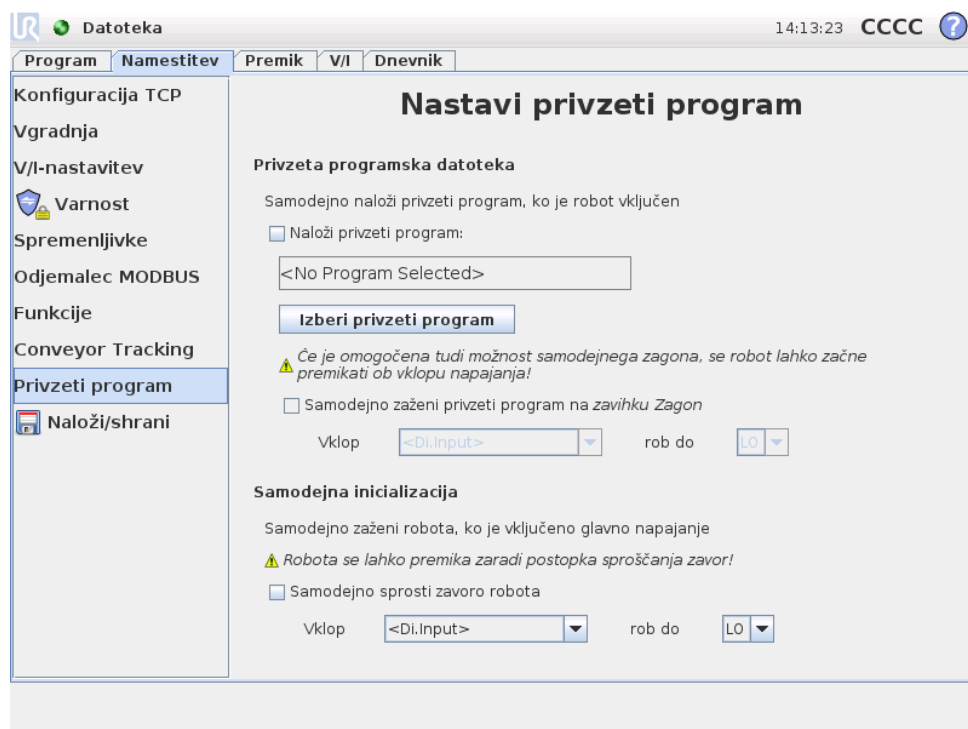 UR Datoteka 14:13:23 CCCC ?
Program Namestitev Premik V/I Dnevnik
Konfiguracija TCP
Vgradnja
V/I-nastavitev
Varnost
Spremenljivke
Odjemalec MODBUS
Funkcije
Conveyor Tracking
Privzeti program
Naloži/shrani
Nastavi privzeti program
Privzeta programska datoteka
Samodejno naloži privzeti program, ko je robot vključen
Naloži privzeti program:
<No Program Selected>
Izberi privzeti program
Če je omogočena tudi možnost samodejnega zagona, se robot lahko začne
premikati ob vklopu napajanja!
Samodejno zaženi privzeti program na zavihku Zagon
Vklop <Di.Input> rob do LO
Samodejna inicializacija
Samodejno zaženi robota, ko je vključeno glavno napajanje
Robota se lahko premika zaradi postopka sproščanja zavor!
Samodejno sprosti zavoro robota
Vklop <Di.Input> rob do LO